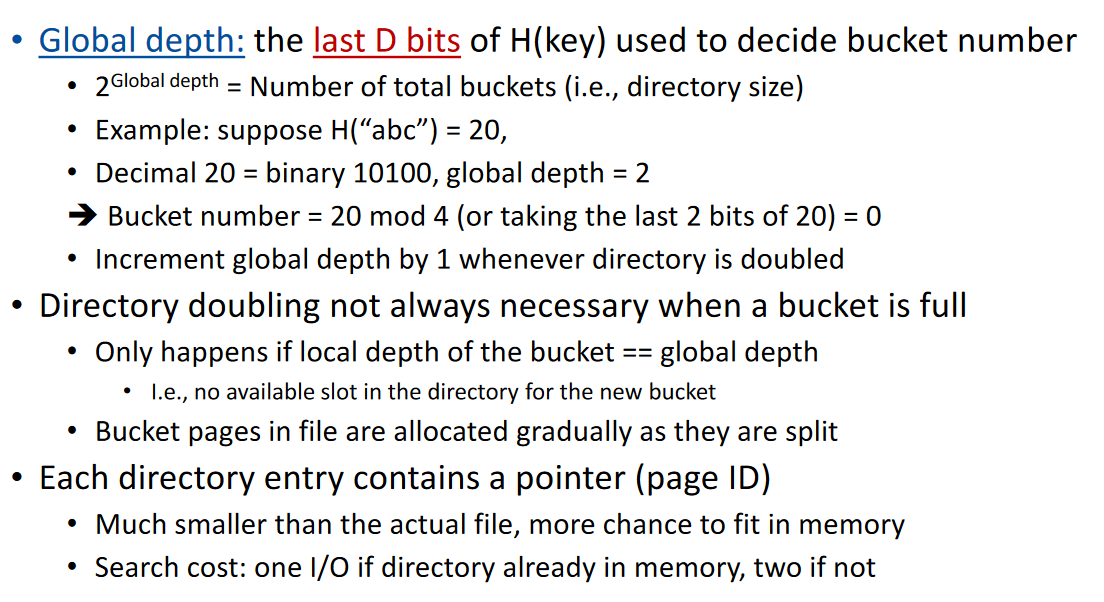 • Global depth: the last D bits of H(key) used to decide bucket number
• 2^Global depth = Number of total buckets (i.e., directory size)
• Example: suppose H(“abc”) = 20,
• Decimal 20 = binary 10100, global depth = 2
➔ Bucket number = 20 mod 4 (or taking the last 2 bits of 20) = 0
• Increment global depth by 1 whenever directory is doubled
• Directory doubling not always necessary when a bucket is full
• Only happens if local depth of the bucket == global depth
• I.e., no available slot in the directory for the new bucket
• Bucket pages in file are allocated gradually as they are split
• Each directory entry contains a pointer (page ID)
• Much smaller than the actual file, more chance to fit in memory
• Search cost: one I/O if directory already in memory, two if not